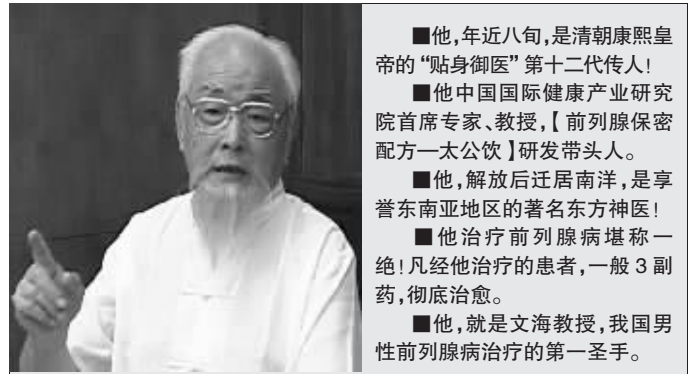 ■他,年近八旬,是清朝康熙皇
帝的“贴身御医”第十二代传人!
■他中国国际健康产业研究
院首席专家、教授,【前列腺保密
配方—太公饮】研发带头人。
■他,解放后迁居南洋,是享
誉东南亚地区的著名东方神医!
■他治疗前列腺病堪称一
绝!凡经他治疗的患者,一般3副
药,彻底治愈。
■他,就是文海教授,我国男
性前列腺病治疗的第一圣手。